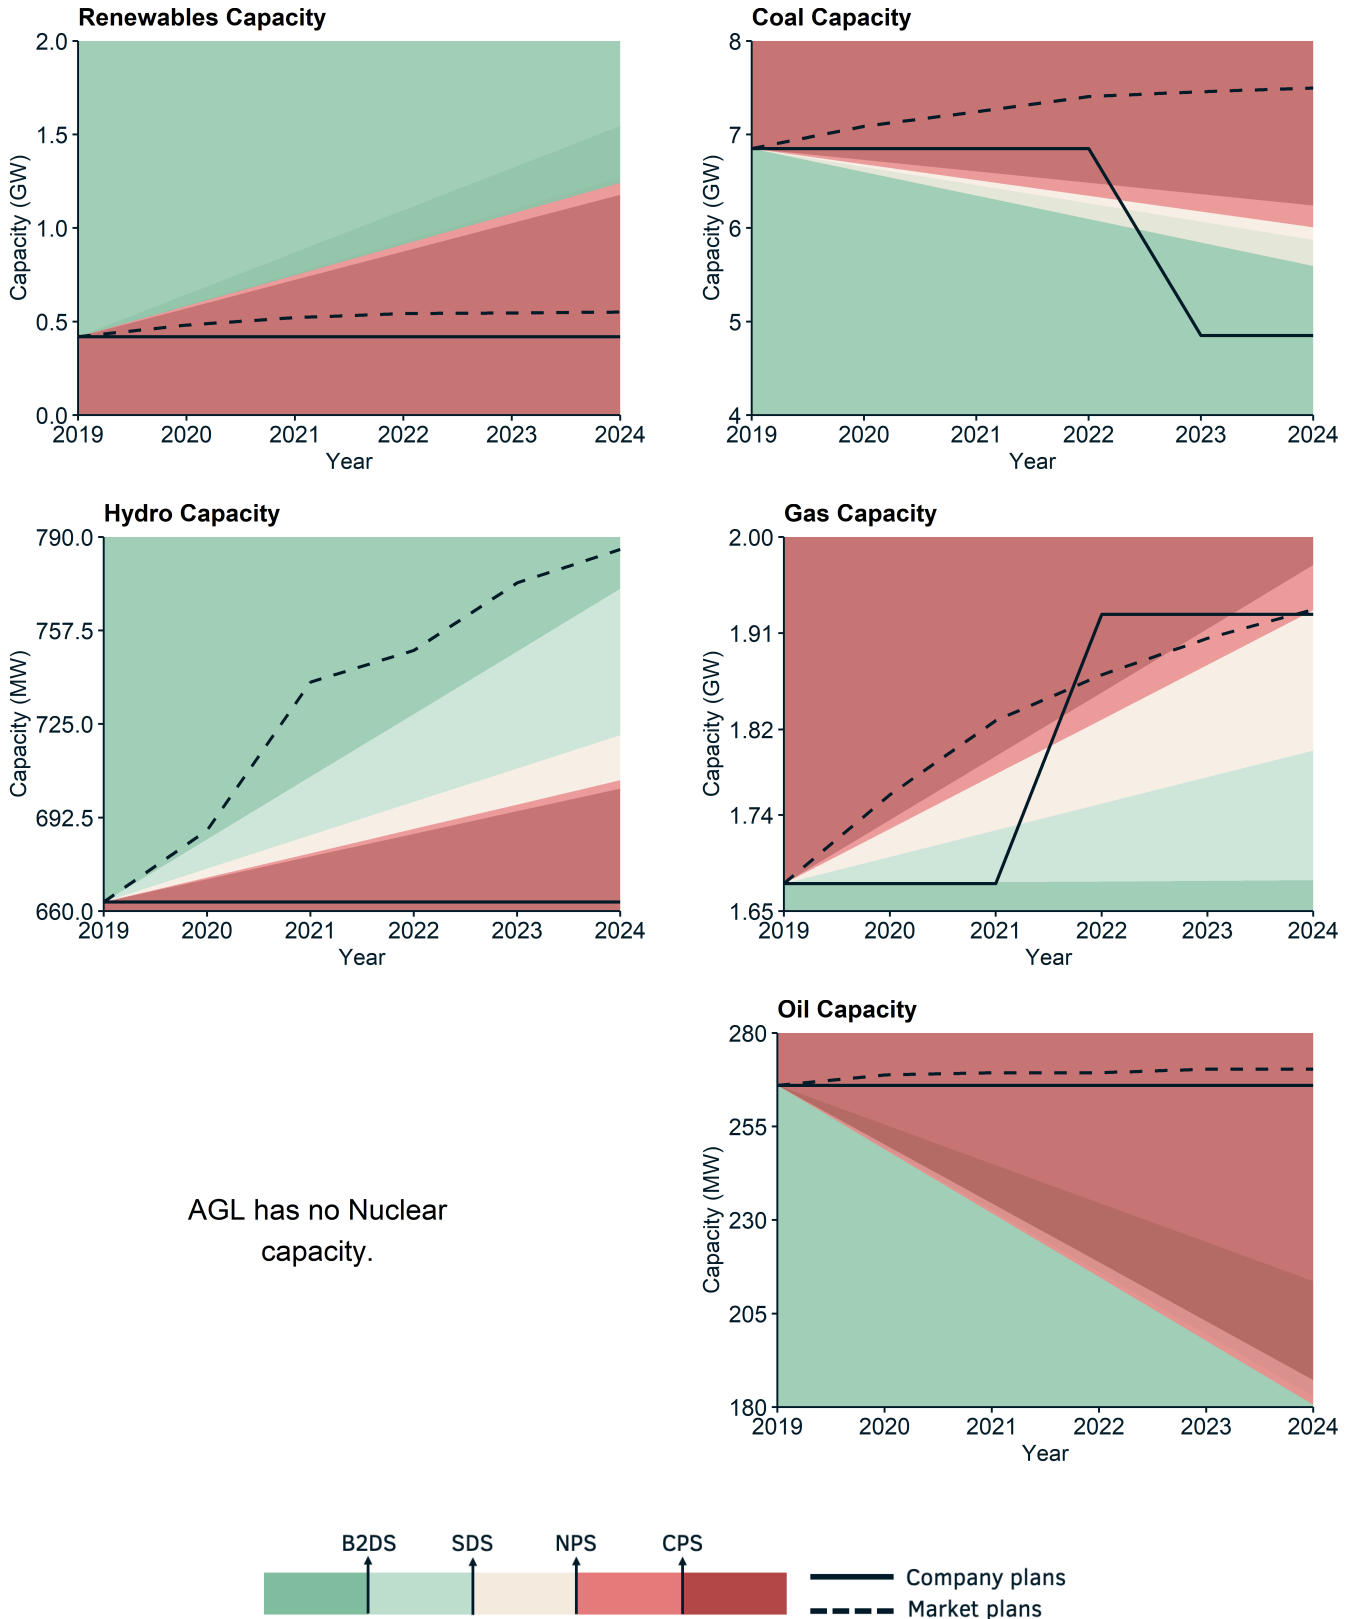 Renewables Capacity
2.0
1.5
1.0
0.5
0.0
Capacity (GW)
2019 2020 2021 2022 2023 2024
Year
Coal Capacity
8
7
6
5
4
Capacity (GW)
2019 2020 2021 2022 2023 2024
Year
Hydro Capacity
790.0
757.5
725.0
692.5
660.0
Capacity (MW)
2019 2020 2021 2022 2023 2024
Year
Gas Capacity
2.00
1.91
1.82
1.74
1.65
Capacity (GW)
2019 2020 2021 2022 2023 2024
Year
AGL has no Nuclear
capacity.
Oil Capacity
280
255
230
205
180
Capacity (MW)
2019 2020 2021 2022 2023 2024
Year
B2DS SDS NPS CPS
Company plans
Market plans